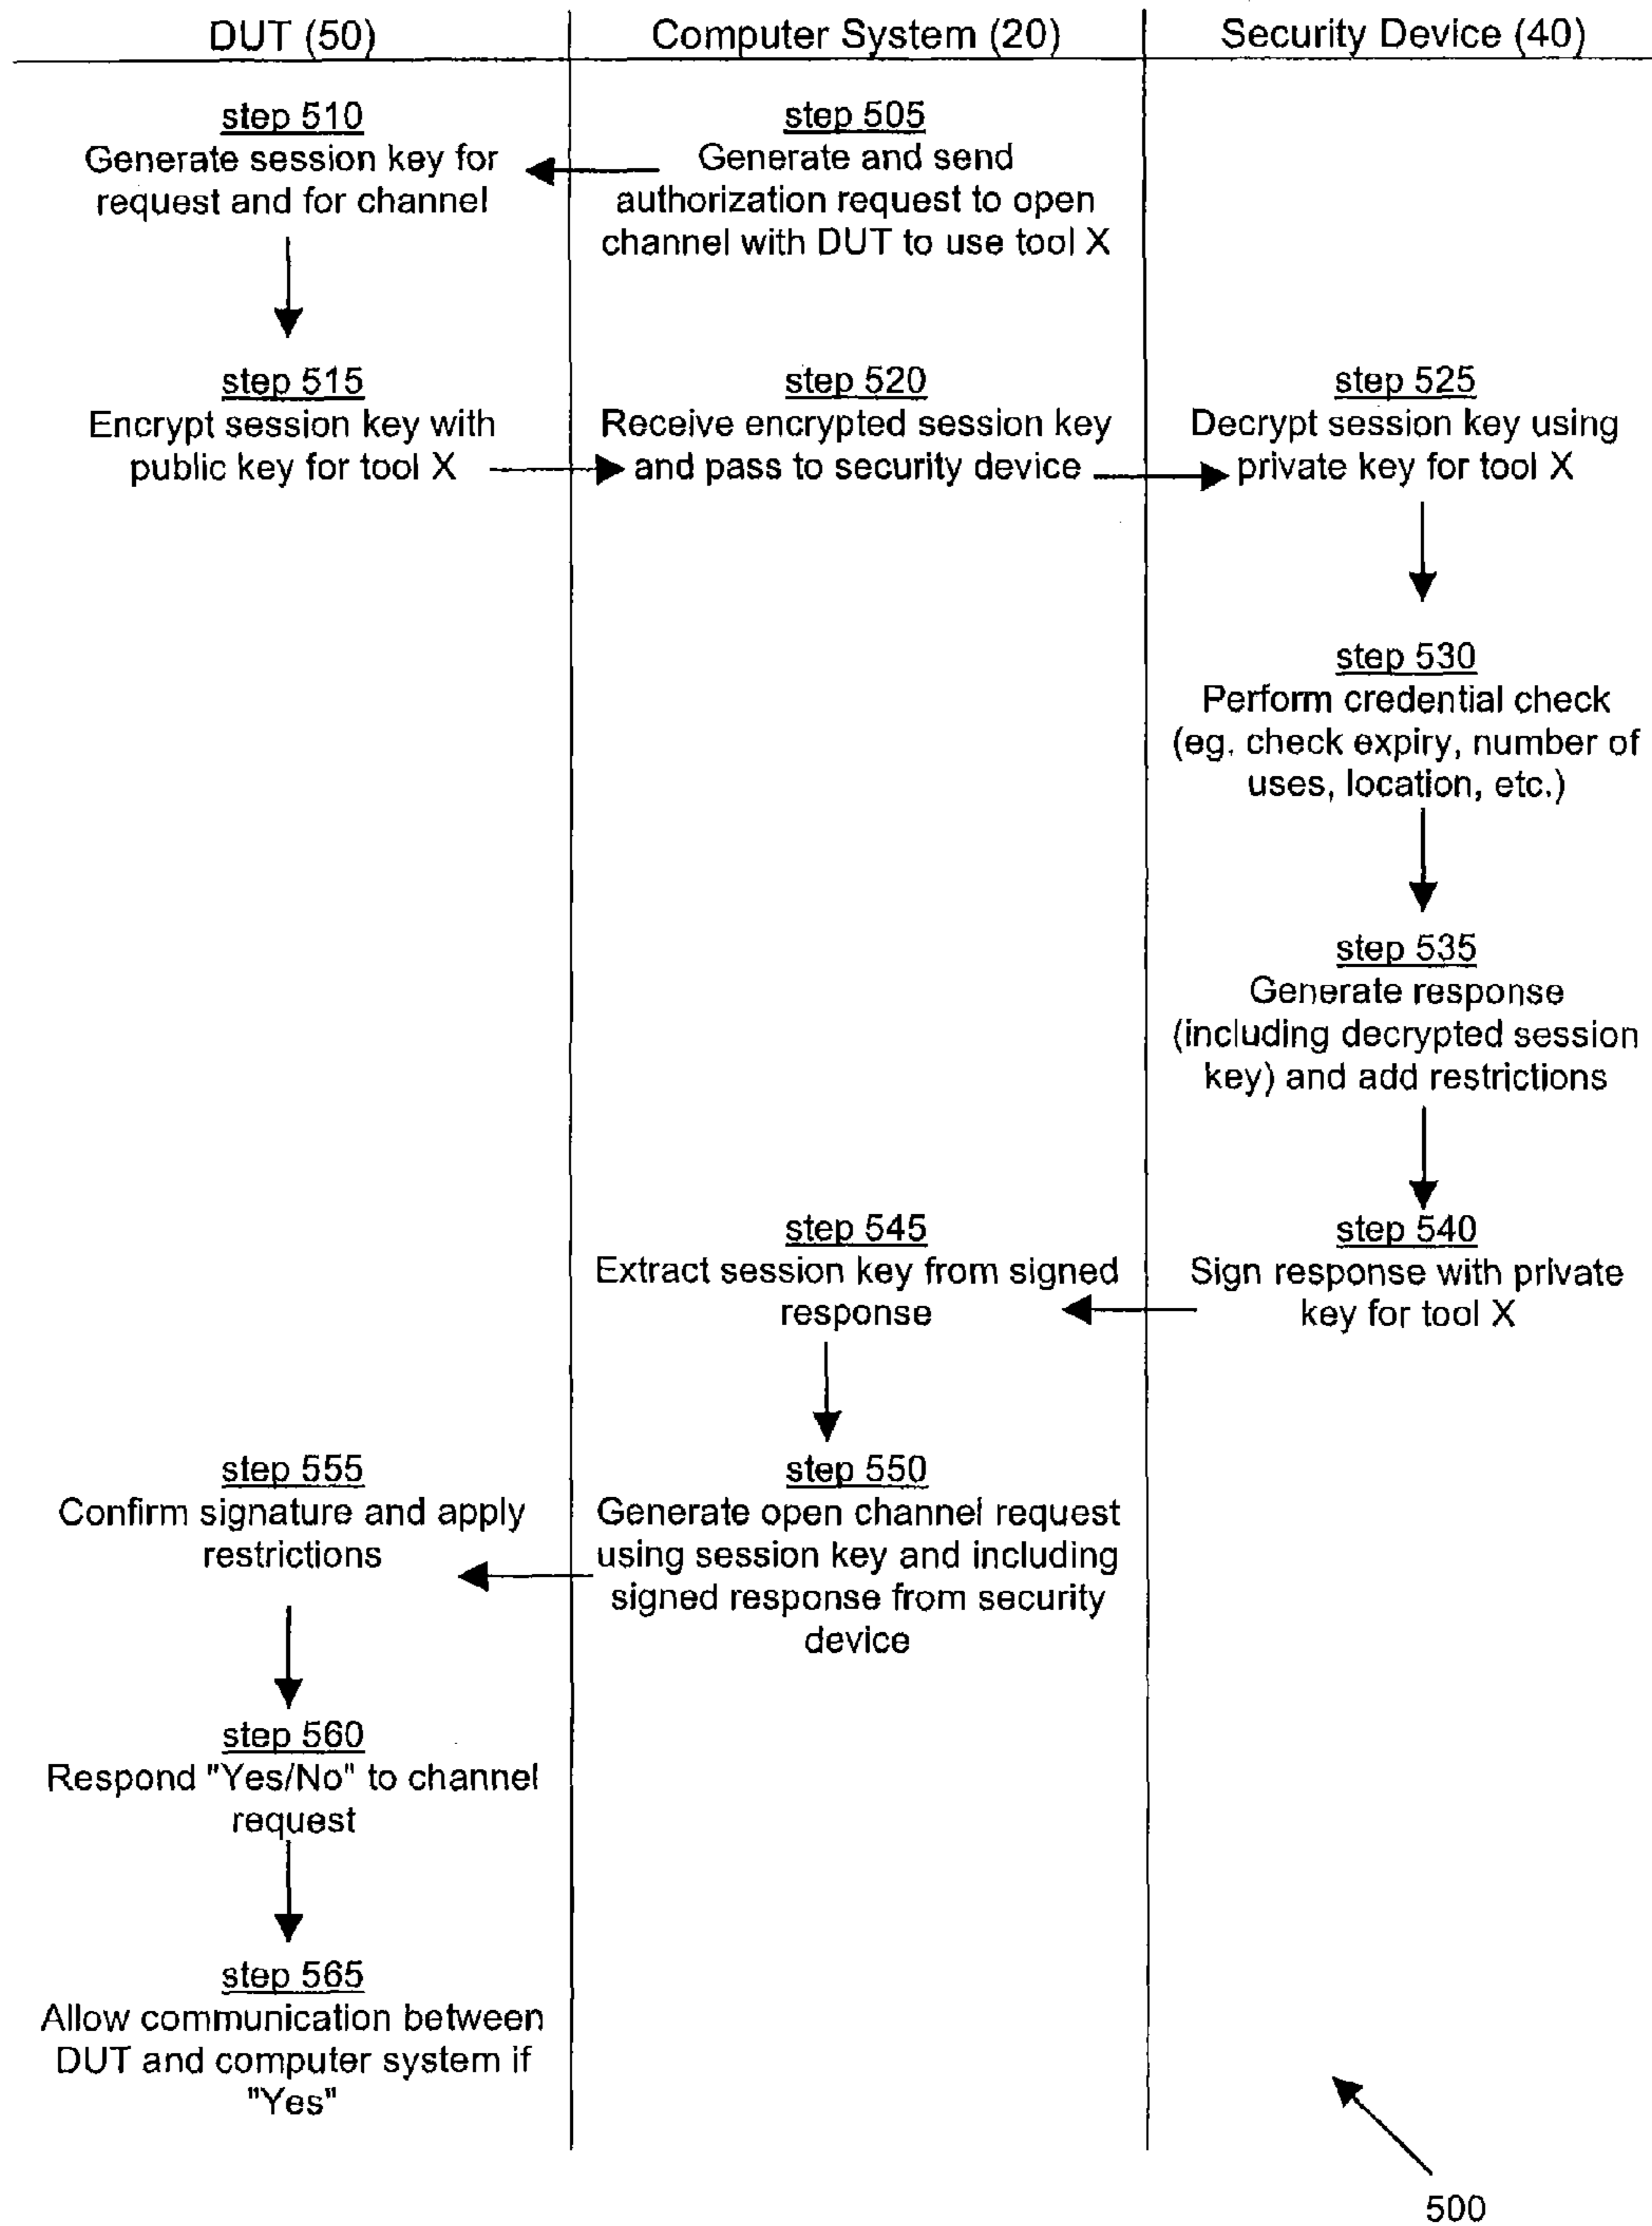 DUT (50)
Computer System (20)
Security Device (40)
step 510
Generate session key for
request and for channel
step 505
Generate and send
authorization request to open
channel with DUT to use tool X
step 515
Encrypt session key with
public key for tool X
step 520
Receive encrypted session key
and pass to security device
step 525
Decrypt session key using
private key for tool X
step 530
Perform credential check
(eg. check expiry, number of
uses, location, etc.)
step 535
Generate response
(including decrypted session
key) and add restrictions
step 540
Sign response with private
key for tool X
step 545
Extract session key from signed
response
step 550
Generate open channel request
using session key and including
signed response from security
device
step 555
Confirm signature and apply
restrictions
step 560
Respond "Yes/No" to channel
request
step 565
Allow communication between
DUT and computer system if
"Yes"
500